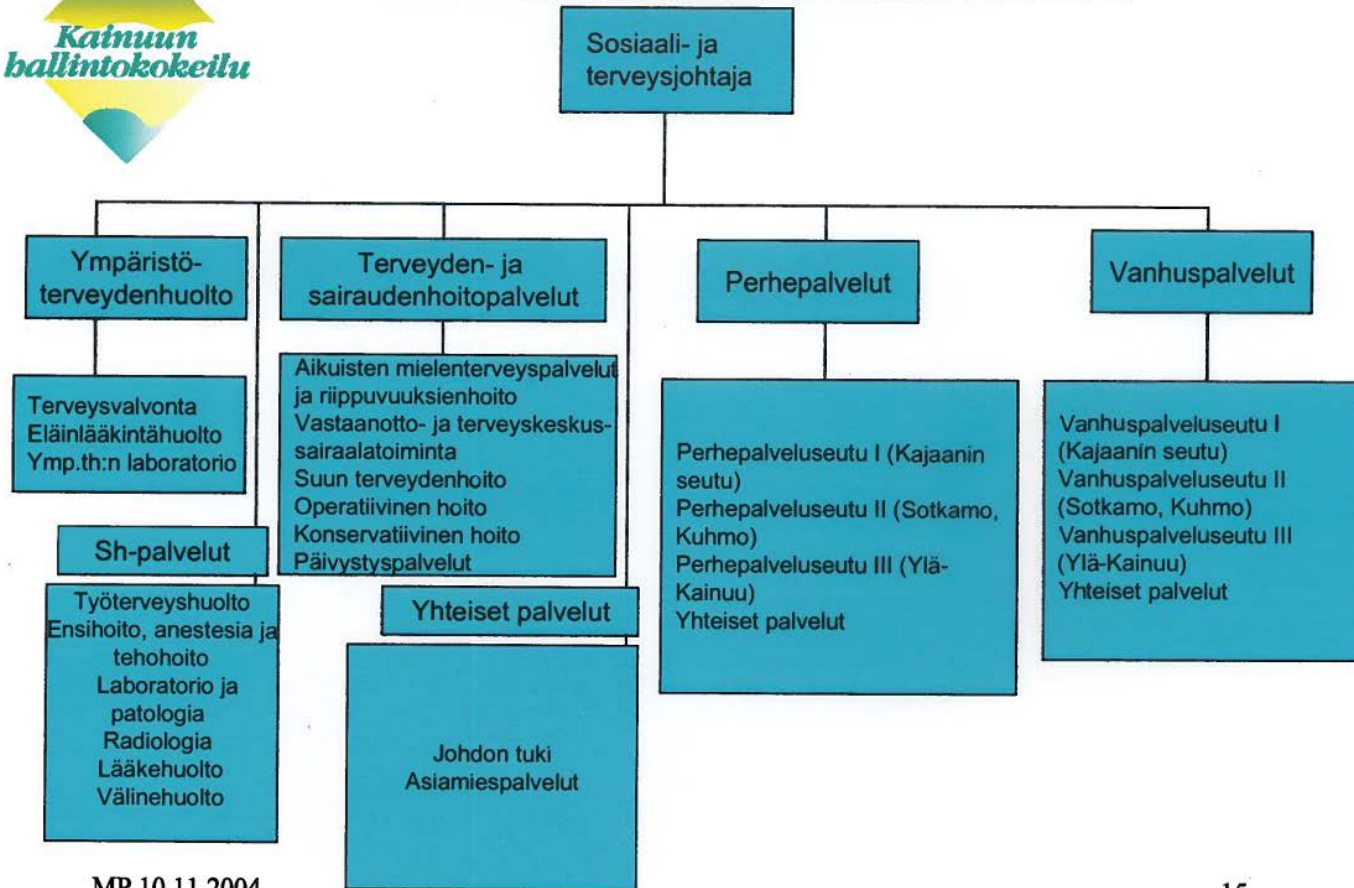 Kainuun
hallintokokeilu
Sosiaali- ja
terveysjohtaja
Ympäristö-
terveydenhuolto
Terveysvalvonta
Eläinlääkintähuolto
Ymp.th:n laboratorio
Sh-palvelut
Työterveyshuolto
Ensihoito, anestesia ja
tehohoito
Laboratorio ja
patologia
Radiologia
Lääkehuolto
Välinehuolto
Terveyden- ja
sairaudenhoitopalvelut
Aikuisten mielenterveyspalvelut
ja riippuvuuksienhoito
Vastaanotto- ja terveyskeskus-
sairaalatoiminta
Suun terveydenhoito
Operatiivinen hoito
Konservatiivinen hoito
Päivystyspalvelut
Yhteiset palvelut
Johdon tuki
Asiamiespalvelut
Perhepalvelut
Perhepalveluseutu I (Kajaanin
seutu)
Perhepalveluseutu II (Sotkamo,
Kuhmo)
Perhepalveluseutu III (Ylä-
Kainuu)
Yhteiset palvelut
Vanhuspalvelut
Vanhuspalveluseutu I
(Kajaanin seutu)
Vanhuspalveluseutu II
(Sotkamo, Kuhmo)
Vanhuspalveluseutu III
(Ylä-Kainuu)
Yhteiset palvelut
MP 10.11.2004
15